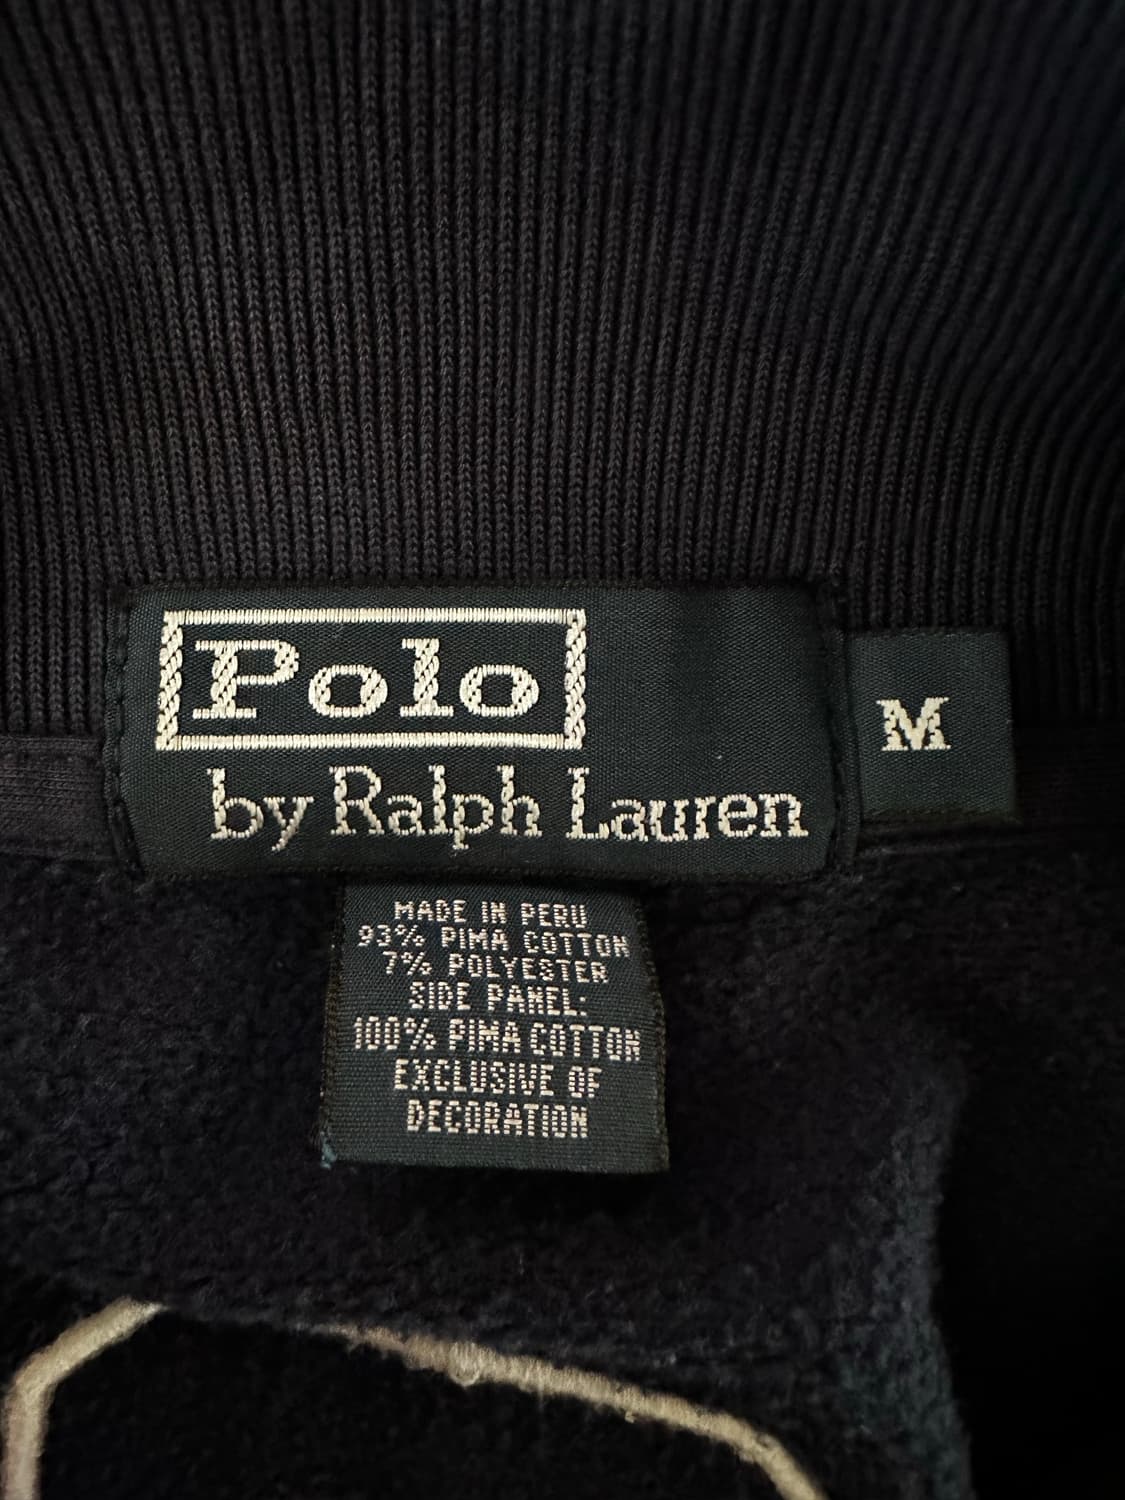 Polo
by Ralph Lauren
M
MADE IN PERU
93% PIMA COTTON
7% POLYESTER
SIDE PANEL:
100% PIMA COTTON
EXCLUSIVE OF
DECORATION